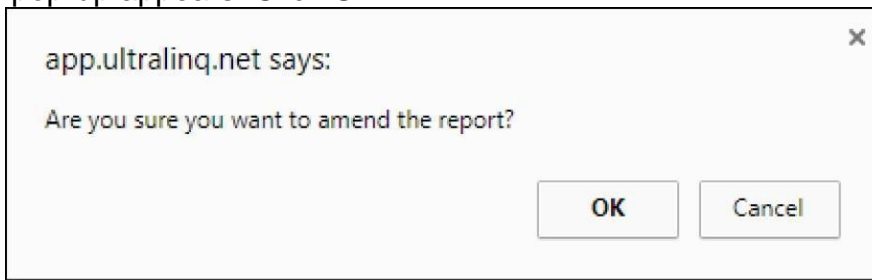 app.ultralinq.net says:
Are you sure you want to amend the report?
OK Cancel